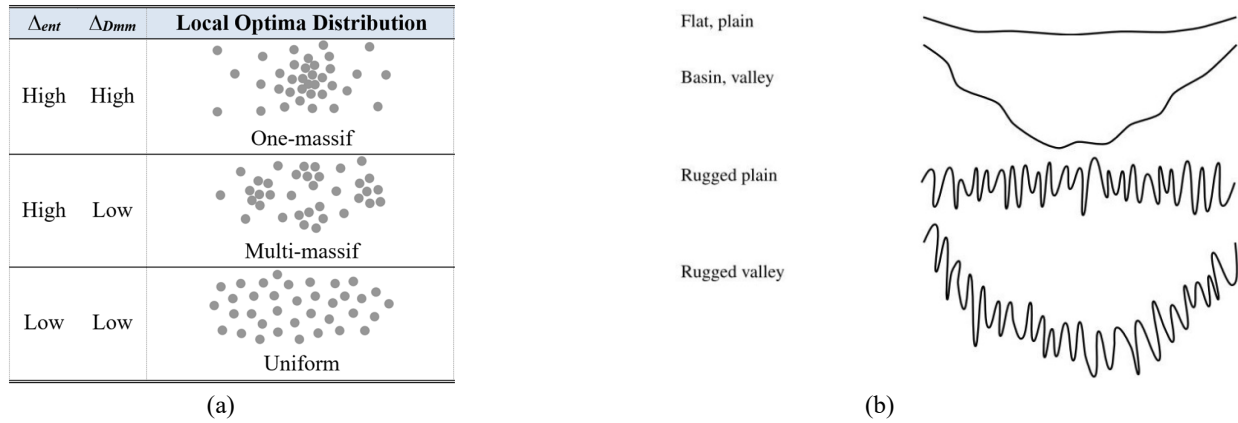 Δent ΔDmm Local Optima Distribution
High High
One-massif
High Low
Multi-massif
Low Low
Uniform
(a)
Flat, plain
Basin, valley
Rugged plain
Rugged valley
(b)